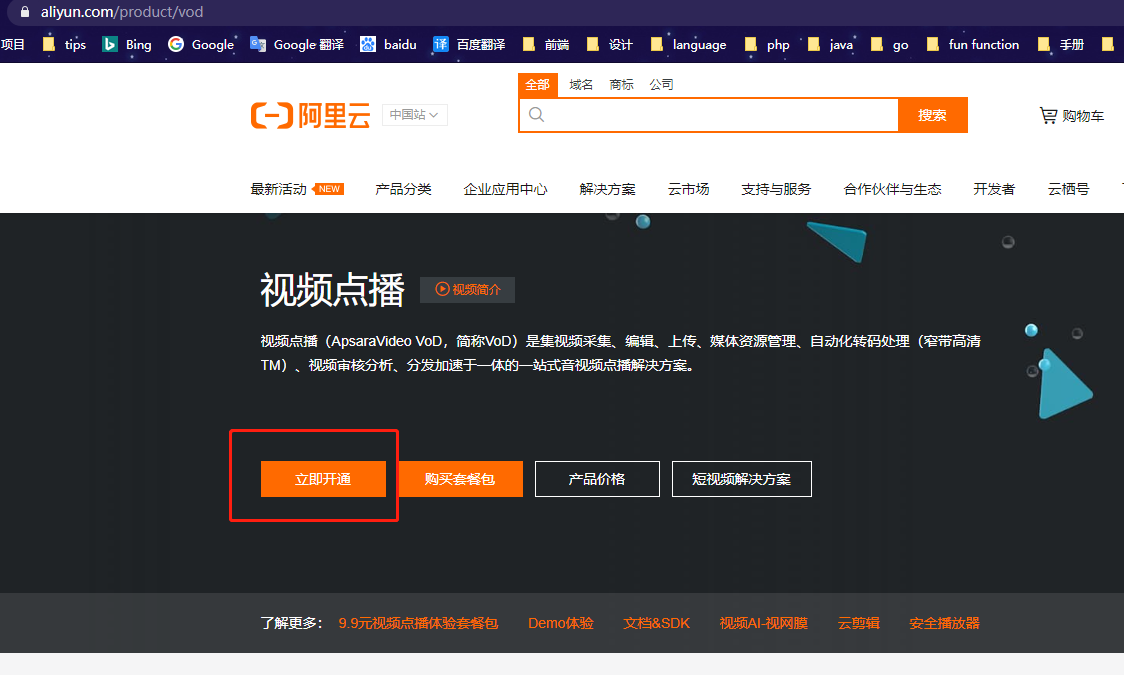 aliyun.com/product/vod
项目 tips Bing Google Google 翻译 baidu 译 百度翻译 前端 设计 language php java go fun function 手册
全部 域名 商标 公司
阿里云 中国站 搜索 购物车
最新活动 NEW 产品分类 企业应用中心 解决方案 云市场 支持与服务 合作伙伴与生态 开发者 云栖号
视频点播 视频简介
视频点播（ApsaraVideo VoD，简称VoD）是集视频采集、编辑、上传、媒体资源管理、自动化转码处理（窄带高清
TM）、视频审核分析、分发加速于一体的一站式音视频点播解决方案。
立即开通 购买套餐包 产品价格 短视频解决方案
了解更多： 9.9元视频点播体验套餐包 Demo体验 文档&SDK 视频AI-视网膜 云剪辑 安全播放器